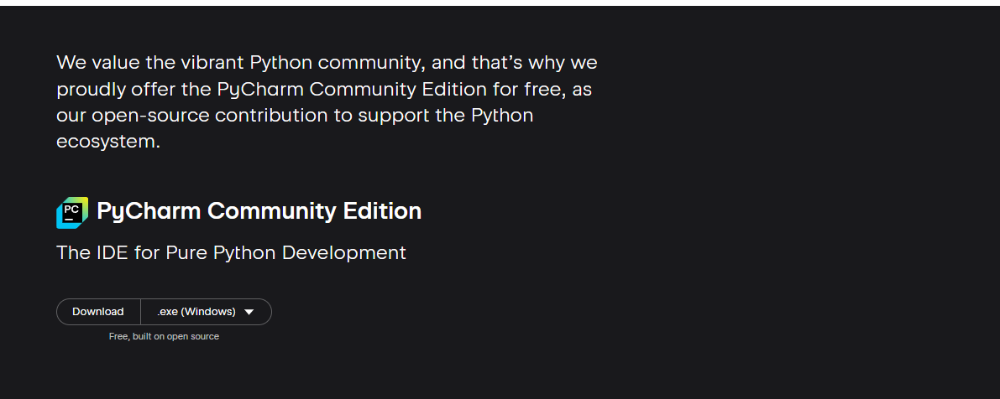 We value the vibrant Python community, and that’s why we
proudly offer the PyCharm Community Edition for free, as
our open-source contribution to support the Python
ecosystem.
PC
PyCharm Community Edition
The IDE for Pure Python Development
Download
.exe (Windows)
Free, built on open source